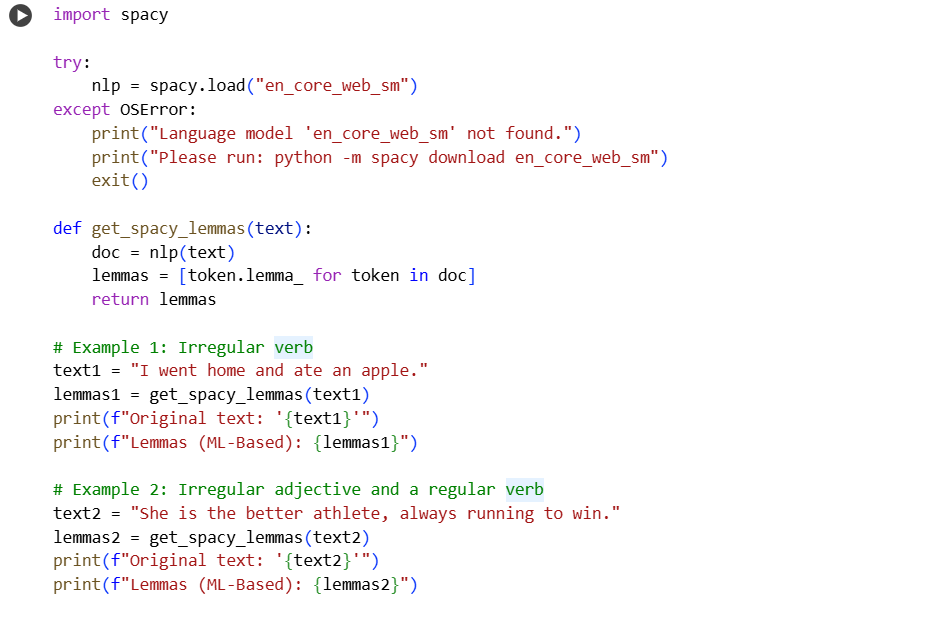 import spacy
try:
    nlp = spacy.load("en_core_web_sm")
except OSError:
    print("Language model 'en_core_web_sm' not found.")
    print("Please run: python -m spacy download en_core_web_sm")
    exit()
def get_spacy_lemmas(text):
    doc = nlp(text)
    lemmas = [token.lemma_ for token in doc]
    return lemmas
# Example 1: Irregular verb
text1 = "I went home and ate an apple."
lemmas1 = get_spacy_lemmas(text1)
print(f"Original text: '{text1}'")
print(f"Lemmas (ML-Based): {lemmas1}")
# Example 2: Irregular adjective and a regular verb
text2 = "She is the better athlete, always running to win."
lemmas2 = get_spacy_lemmas(text2)
print(f"Original text: '{text2}'")
print(f"Lemmas (ML-Based): {lemmas2}")